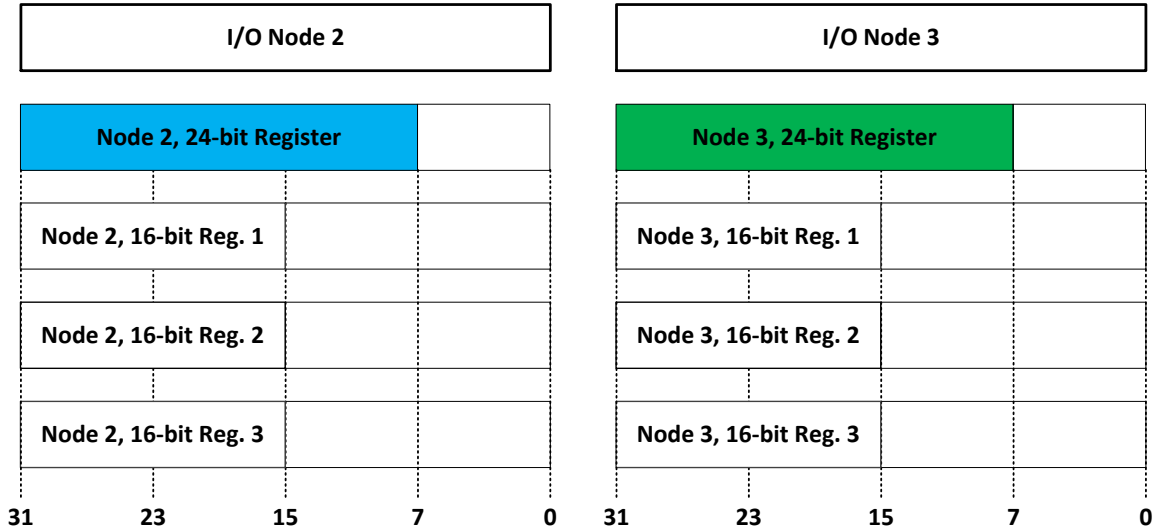 I/O Node 2
I/O Node 3
Node 2, 24-bit Register
Node 3, 24-bit Register
Node 2, 16-bit Reg. 1
Node 3, 16-bit Reg. 1
Node 2, 16-bit Reg. 2
Node 3, 16-bit Reg. 2
Node 2, 16-bit Reg. 3
Node 3, 16-bit Reg. 3
31 23 15 7 0
31 23 15 7 0